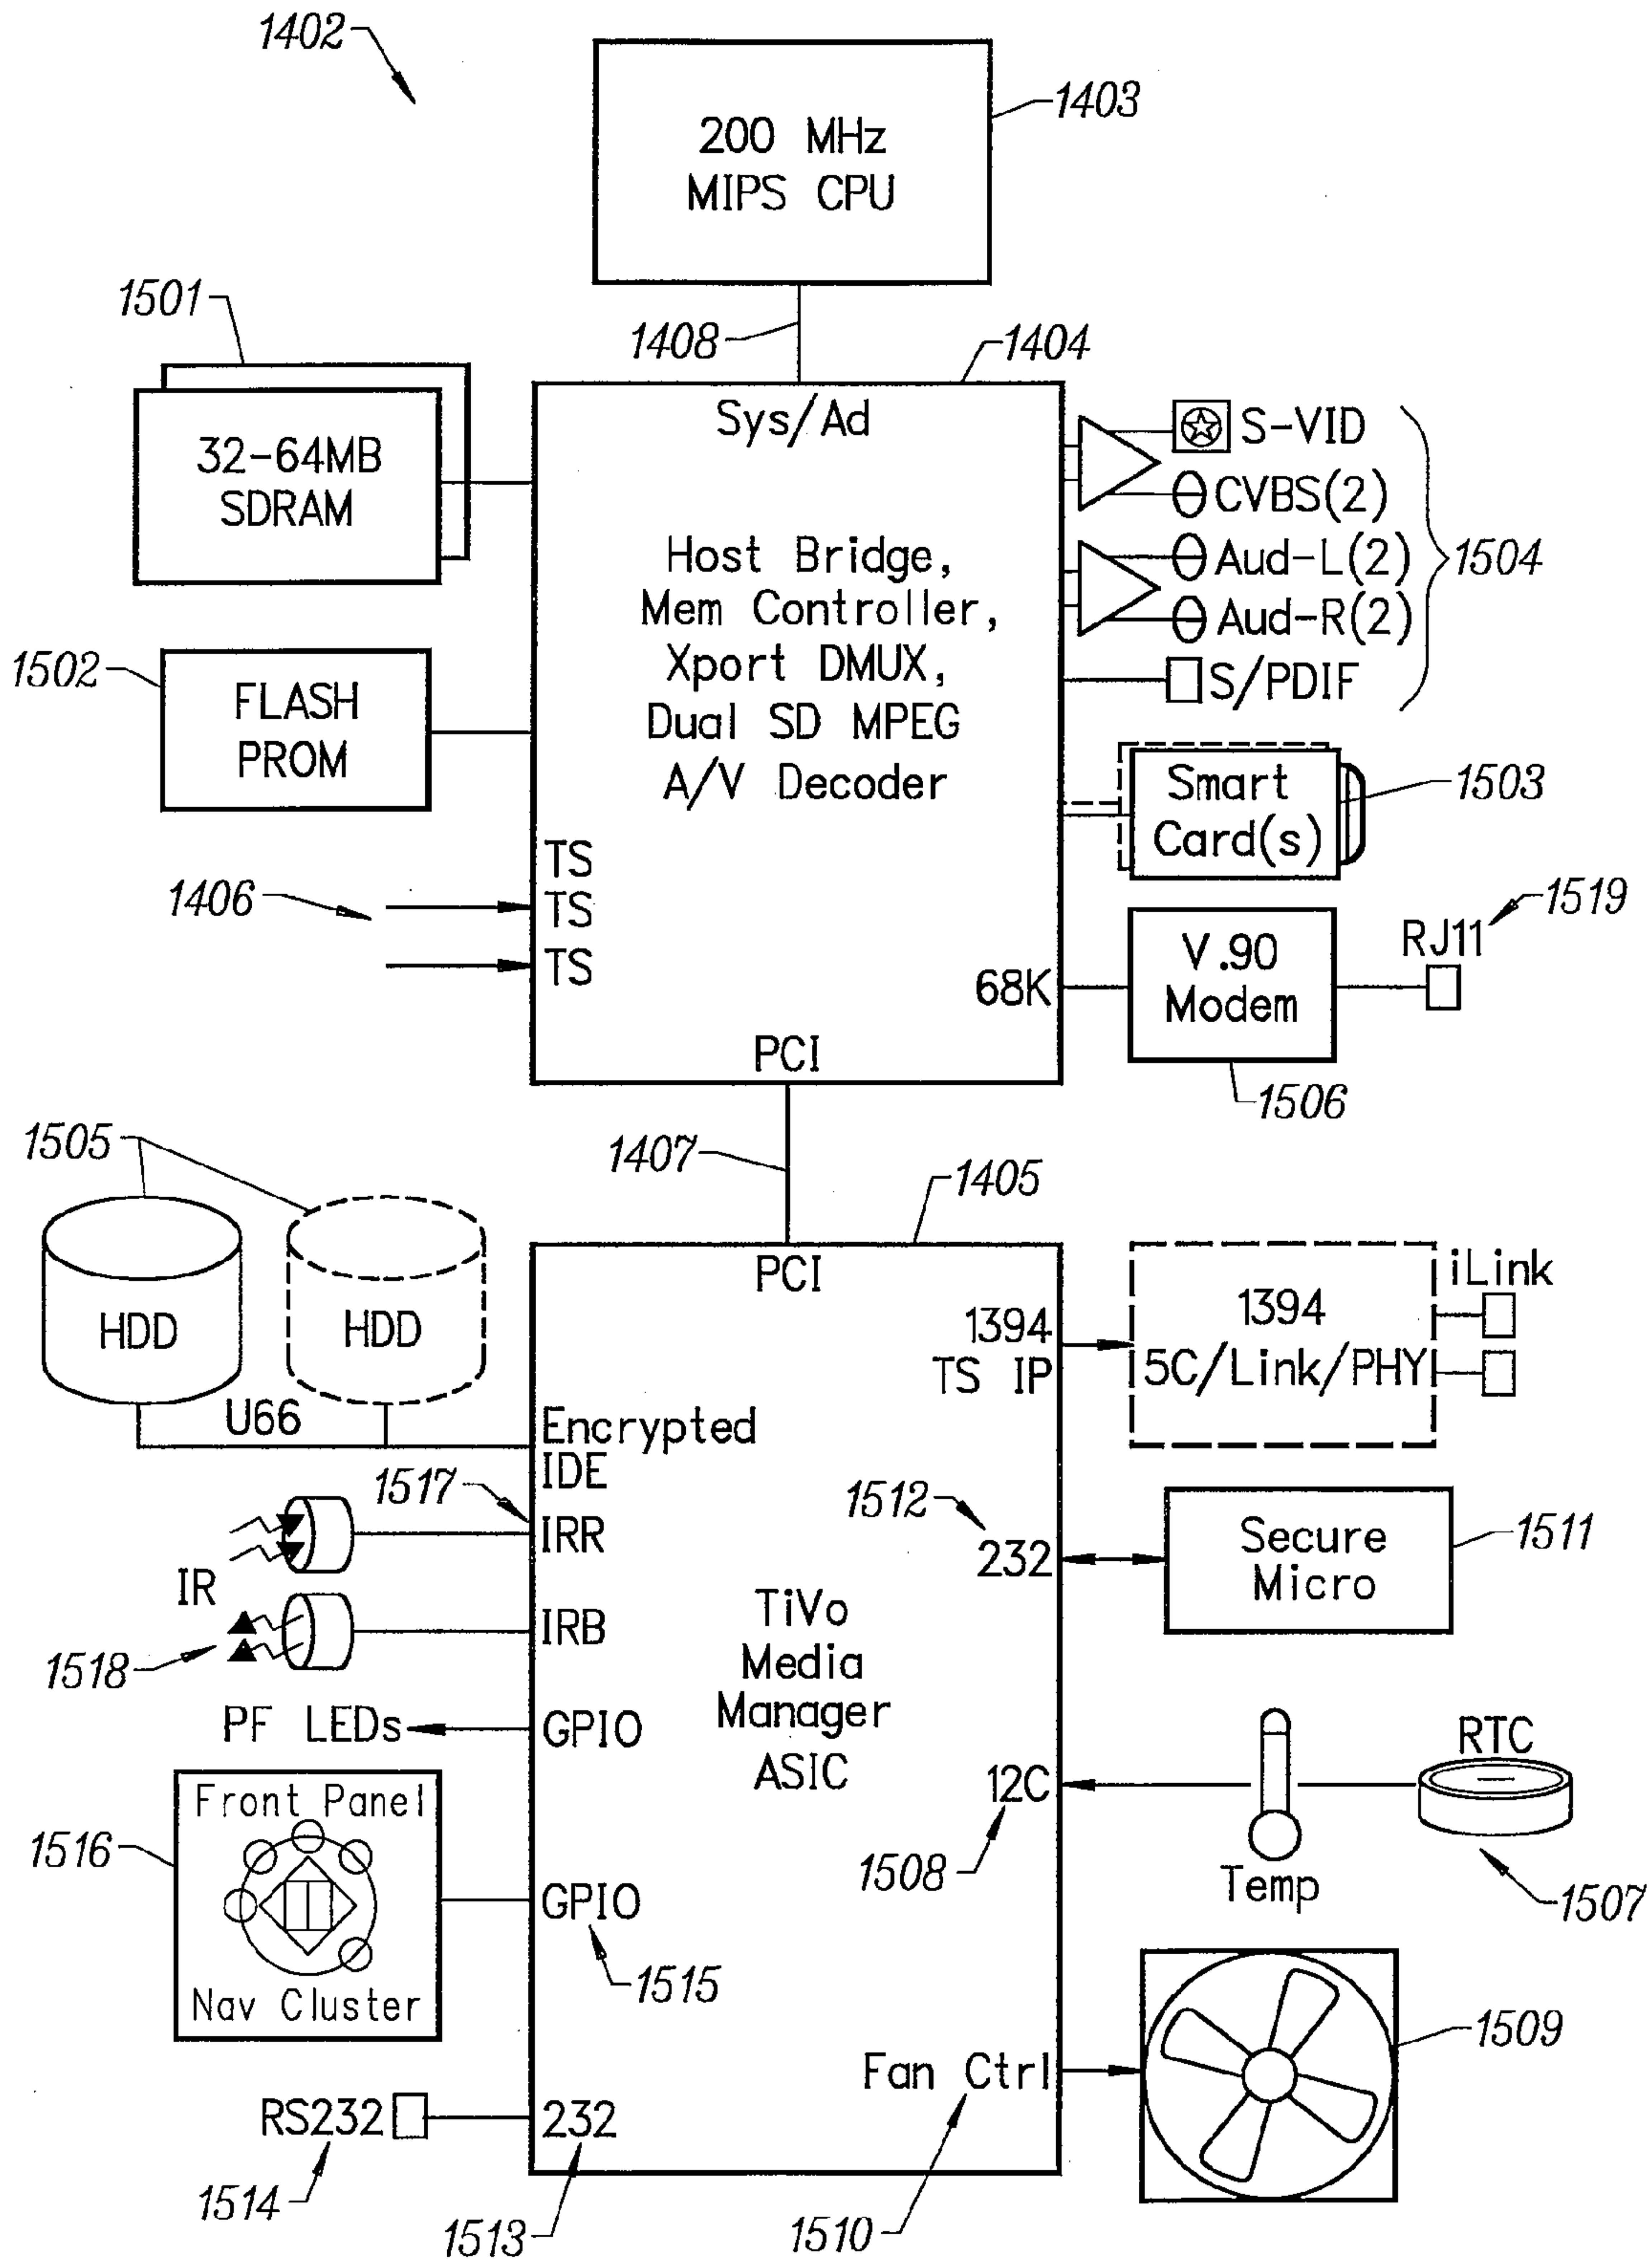 1402
200 MHz
MIPS CPU
1403
1408
1404
1501
32-64MB
SDRAM
1502
FLASH
PROM
Sys/Ad
Host Bridge,
Mem Controller,
Xport DMUX,
Dual SD MPEG
A/V Decoder
TS
TS
TS
1406
68K
PCI
S-VID
CVBS(2)
Aud-L(2)
Aud-R(2)
S/PDIF
1504
Smart
Card(s)
1503
V.90
Modem
1506
RJ11
1519
1407
1405
1505
HDD
HDD
U66
PCI
1394
TS IP
1394
5C/Link/PHY
iLink
Encrypted
IDE
1517
IRR
IR
IRB
1518
1512
232
Secure
Micro
1511
TiVo
Media
Manager
ASIC
PF LEDs
GPIO
12C
1508
Temp
RTC
1507
Front Panel
Nav Cluster
1516
GPIO
1515
Fan Ctrl
1510
1509
RS232
1514
232
1513